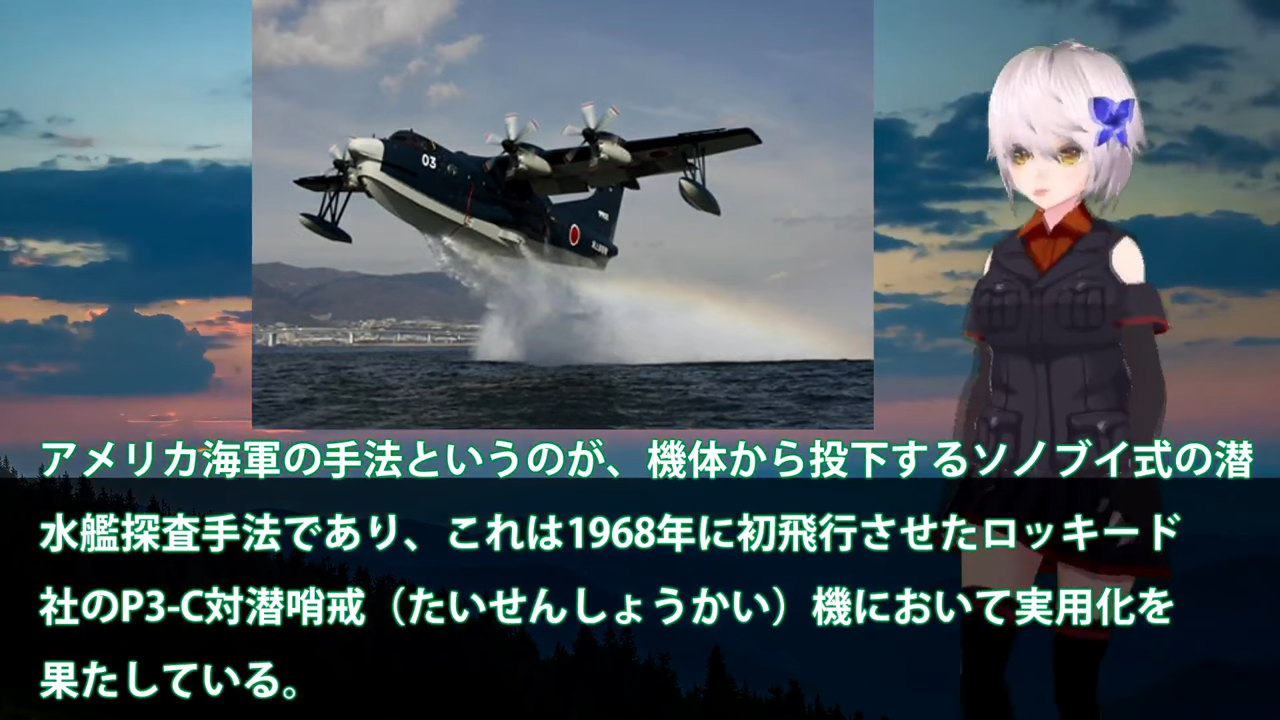 03
アメリカ海軍の手法というのが、機体から投下するソノブイ式の潜
水艦探査手法であり、これは1968年に初飛行させたロッキード
社のP3-C対潜哨戒（たいせんしょうかい）機において実用化を
果たしている。